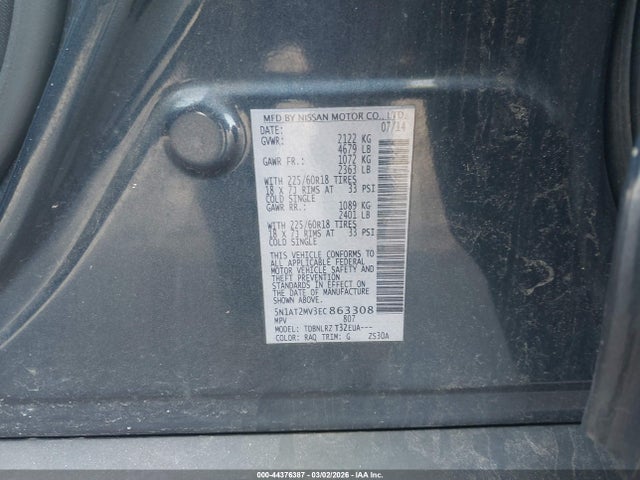 MFD BY NISSAN MOTOR CO., LTD.
DATE: 07/14
GVWR: 2122 KG
4679 LB
GAWR FR.: 1072 KG
2363 LB
WITH 225/60R18 TIRES
18 X 7J RIMS AT 33 PSI
COLD SINGLE
GAWR RR.: 1089 KG
2401 LB
WITH 225/60R18 TIRES
18 X 7J RIMS AT 33 PSI
COLD SINGLE
THIS VEHICLE CONFORMS TO
ALL APPLICABLE FEDERAL
MOTOR VEHICLE SAFETY AND
THEFT PREVENTION
STANDARDS IN EFFECT ON
THE DATE OF MANUFACTURE
SHOWN ABOVE.
5N1AT2MV3EC863308
MPV 807
MODEL: TDBNLRZ T32EUA---
COLOR: RAQ TRIM: G ZS30A
000-44376387 - 03/02/2026 - IAA Inc.